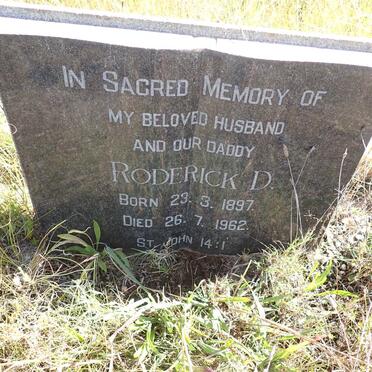 In Sacred Memory of
my beloved husband
and our daddy
Roderick D.
Born 23.3.1897.
Died 26.7.1962.
St. John 14:1